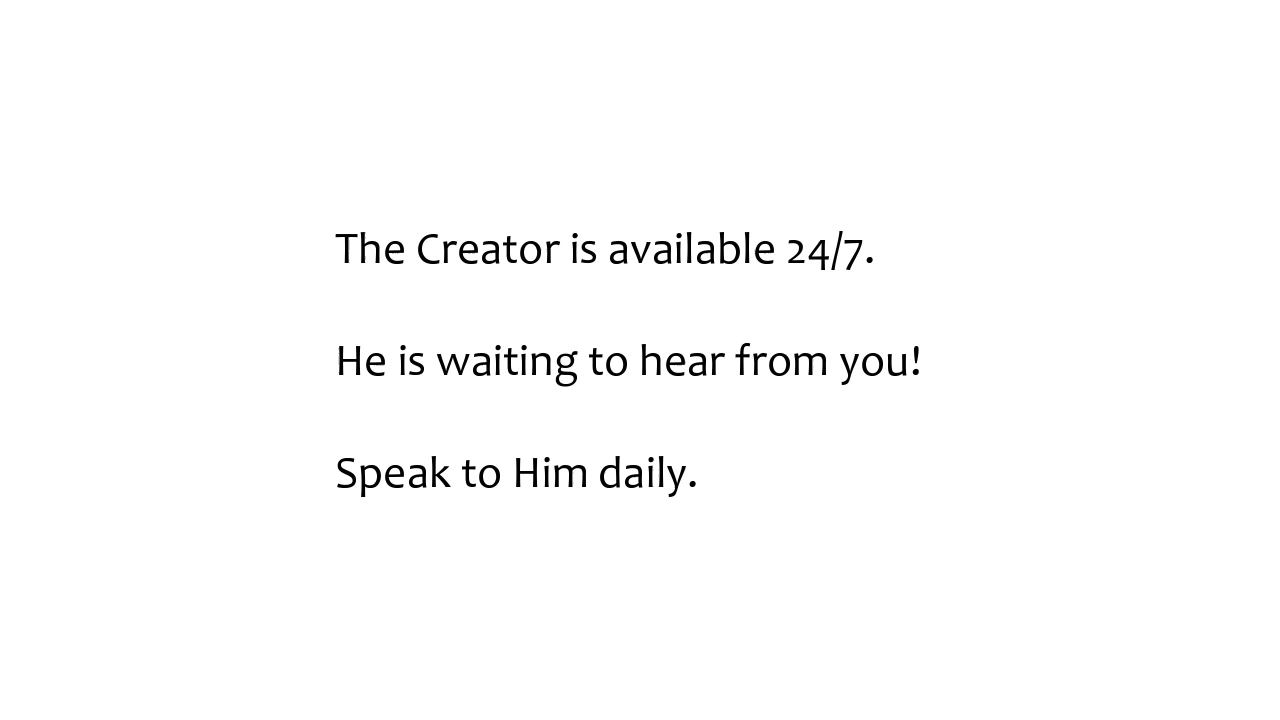 The Creator is available 24/7.
He is waiting to hear from you!
Speak to Him daily.